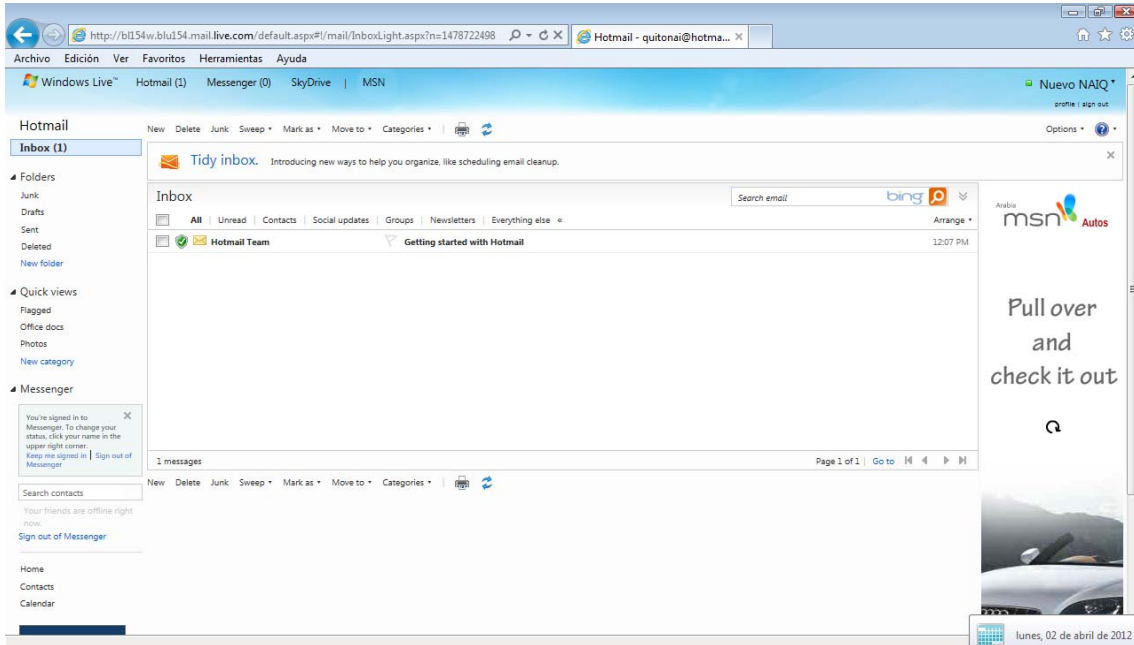 http://bl154w.blu154.mail.live.com/default.aspx#!/mail/InboxLight.aspx?n=1478722498
Hotmail - quitonai@hotma...
Archivo Edición Ver Favoritos Herramientas Ayuda
Windows Live™ Hotmail (1) Messenger (0) SkyDrive | MSN
Nuevo NAIQ
profile | sign out
Hotmail
New Delete Junk Sweep Mark as Move to Categories
Options
Inbox (1)
Tidy inbox. Introducing new ways to help you organize, like scheduling email cleanup.
Folders
Junk
Drafts
Sent
Deleted
New folder
Quick views
Flagged
Office docs
Photos
New category
Messenger
You're signed in to
Messenger. To change your
status, click your name in the
upper right corner.
Keep me signed in | Sign out of
Messenger
Search contacts
Your friends are offline right
now.
Sign out of Messenger
Home
Contacts
Calendar
Inbox
Search email
bing
All | Unread | Contacts | Social updates | Groups | Newsletters | Everything else «
Arrange
Hotmail Team Getting started with Hotmail 12:07 PM
1 messages
Page 1 of 1 | Go to
New Delete Junk Sweep Mark as Move to Categories
Arabia
msn Autos
Pull over
and
check it out
lunes, 02 de abril de 2012